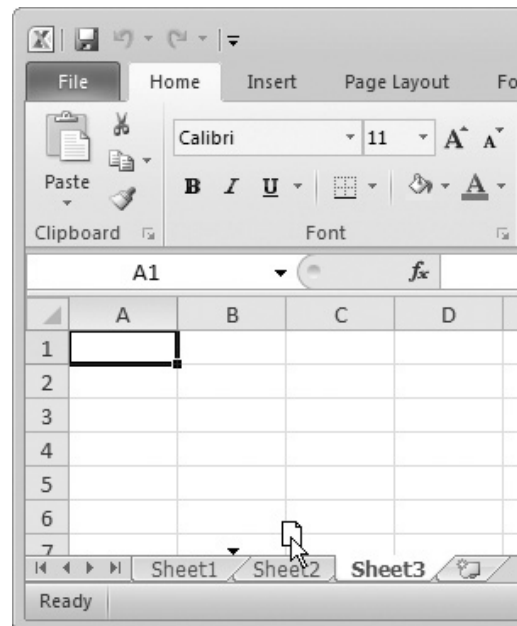 File Home Insert Page Layout Fo
Calibri 11 A A
Paste B I U A
Clipboard Font
A1 fx
A B C D
1
2
3
4
5
6
7
Sheet1 Sheet2 Sheet3
Ready